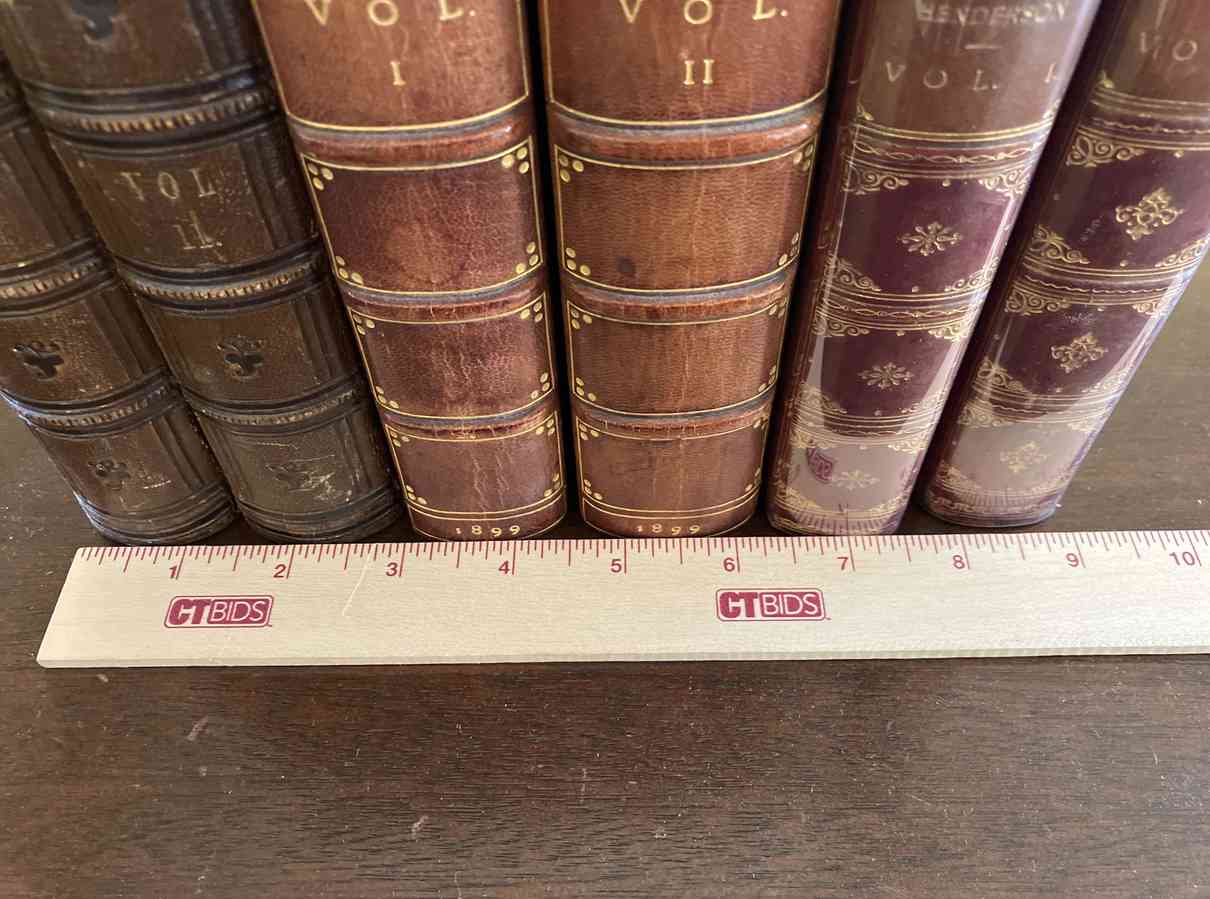 VOL
II.
VOL.
I
1899
VOL.
II
1899
HENDERSON
VOL. I.
VO
1 2 3 4 5 6 7 8 9 10
CTBIDS
CTBIDS